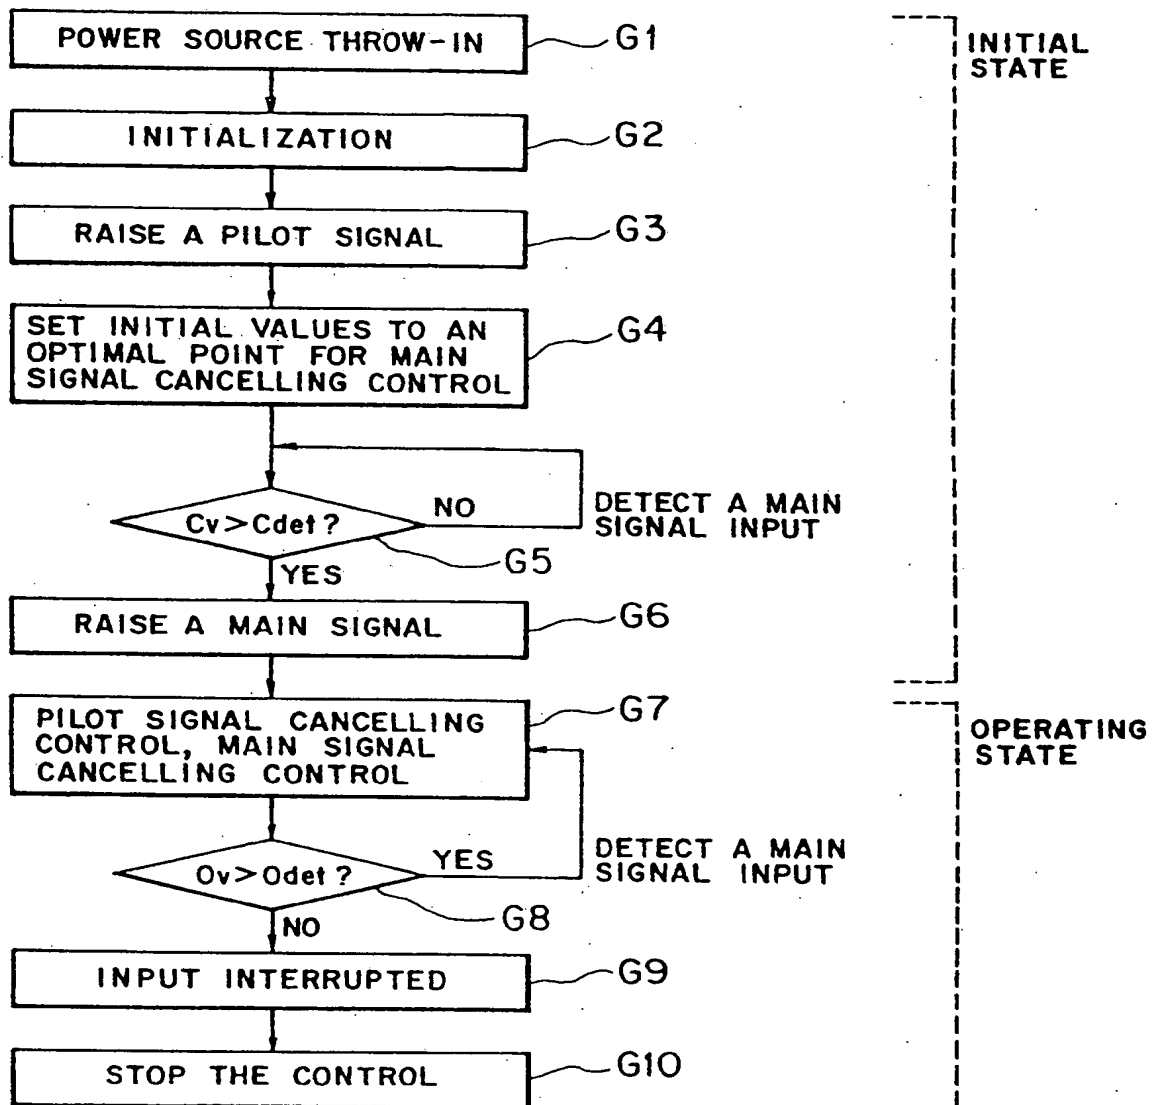 POWER SOURCE THROW-IN
G1
INITIAL
STATE
INITIALIZATION
G2
RAISE A PILOT SIGNAL
G3
SET INITIAL VALUES TO AN
OPTIMAL POINT FOR MAIN
SIGNAL CANCELLING CONTROL
G4
Cv>Cdet?
NO
DETECT A MAIN
SIGNAL INPUT
G5
YES
RAISE A MAIN SIGNAL
G6
PILOT SIGNAL CANCELLING
CONTROL, MAIN SIGNAL
CANCELLING CONTROL
G7
OPERATING
STATE
Ov>Odet?
YES
DETECT A MAIN
SIGNAL INPUT
G8
NO
INPUT INTERRUPTED
G9
STOP THE CONTROL
G10